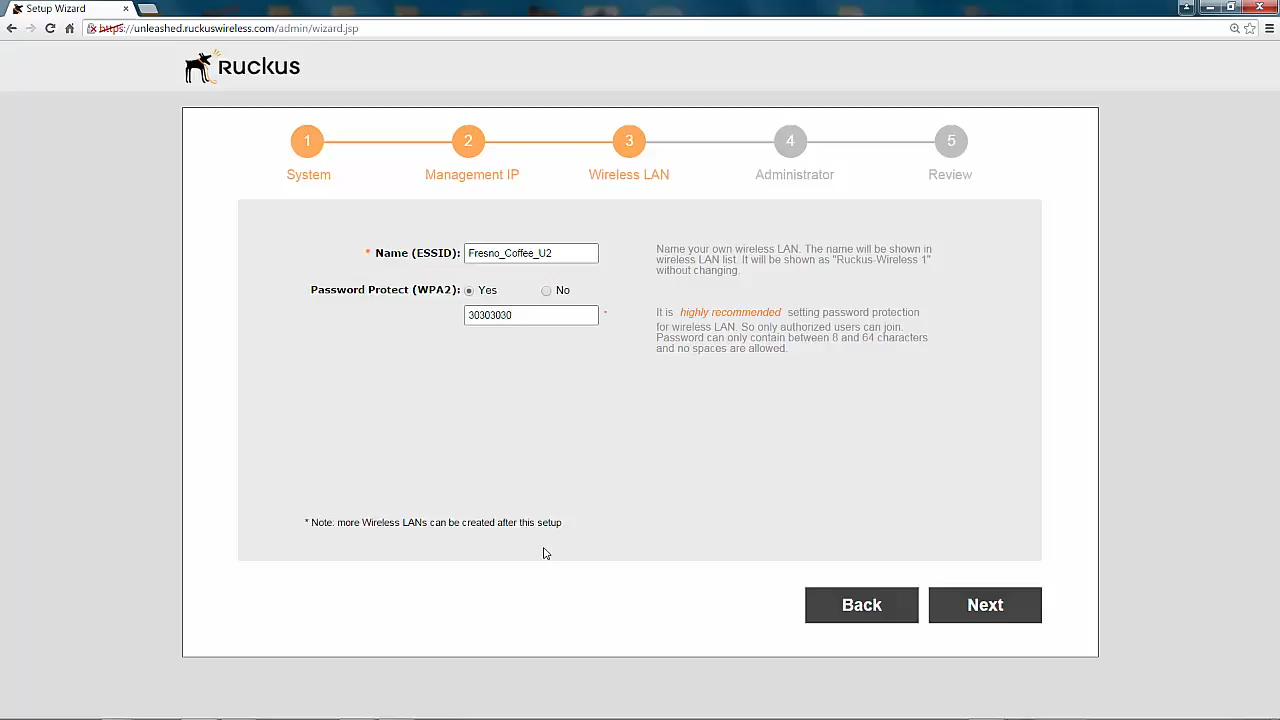 Setup Wizard
https://unleashed.ruckuswireless.com/admin/wizard.jsp
Ruckus
1 2 3 4 5
System Management IP Wireless LAN Administrator Review
* Name (ESSID): Fresno_Coffee_U2
Name your own wireless LAN. The name will be shown in
wireless LAN list. It will be shown as "Ruckus-Wireless 1"
without changing.
Password Protect (WPA2): Yes No
30303030 *
It is highly recommended setting password protection
for wireless LAN. So only authorized users can join.
Password can only contain between 8 and 64 characters
and no spaces are allowed.
* Note: more Wireless LANs can be created after this setup
Back Next